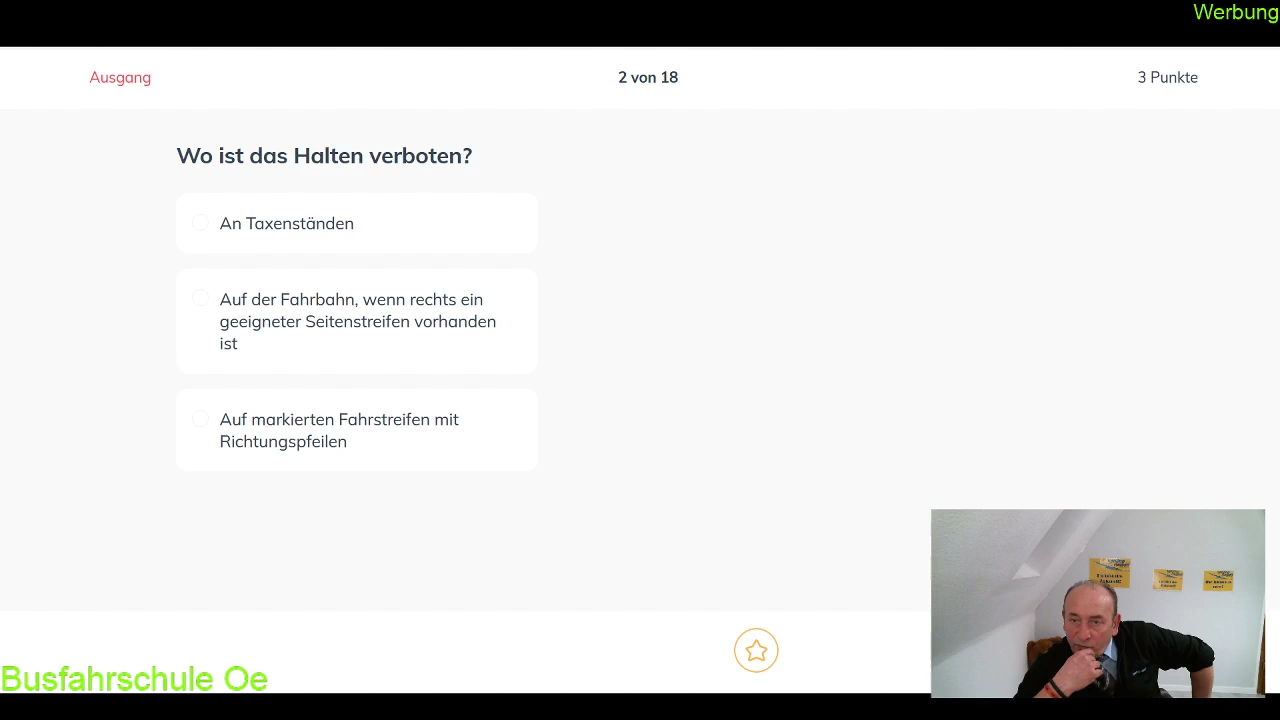 Werbung
Ausgang
2 von 18
3 Punkte
Wo ist das Halten verboten?
An Taxenständen
Auf der Fahrbahn, wenn rechts ein
geeigneter Seitenstreifen vorhanden
ist
Auf markierten Fahrstreifen mit
Richtungspfeilen
Busfahrschule Oe